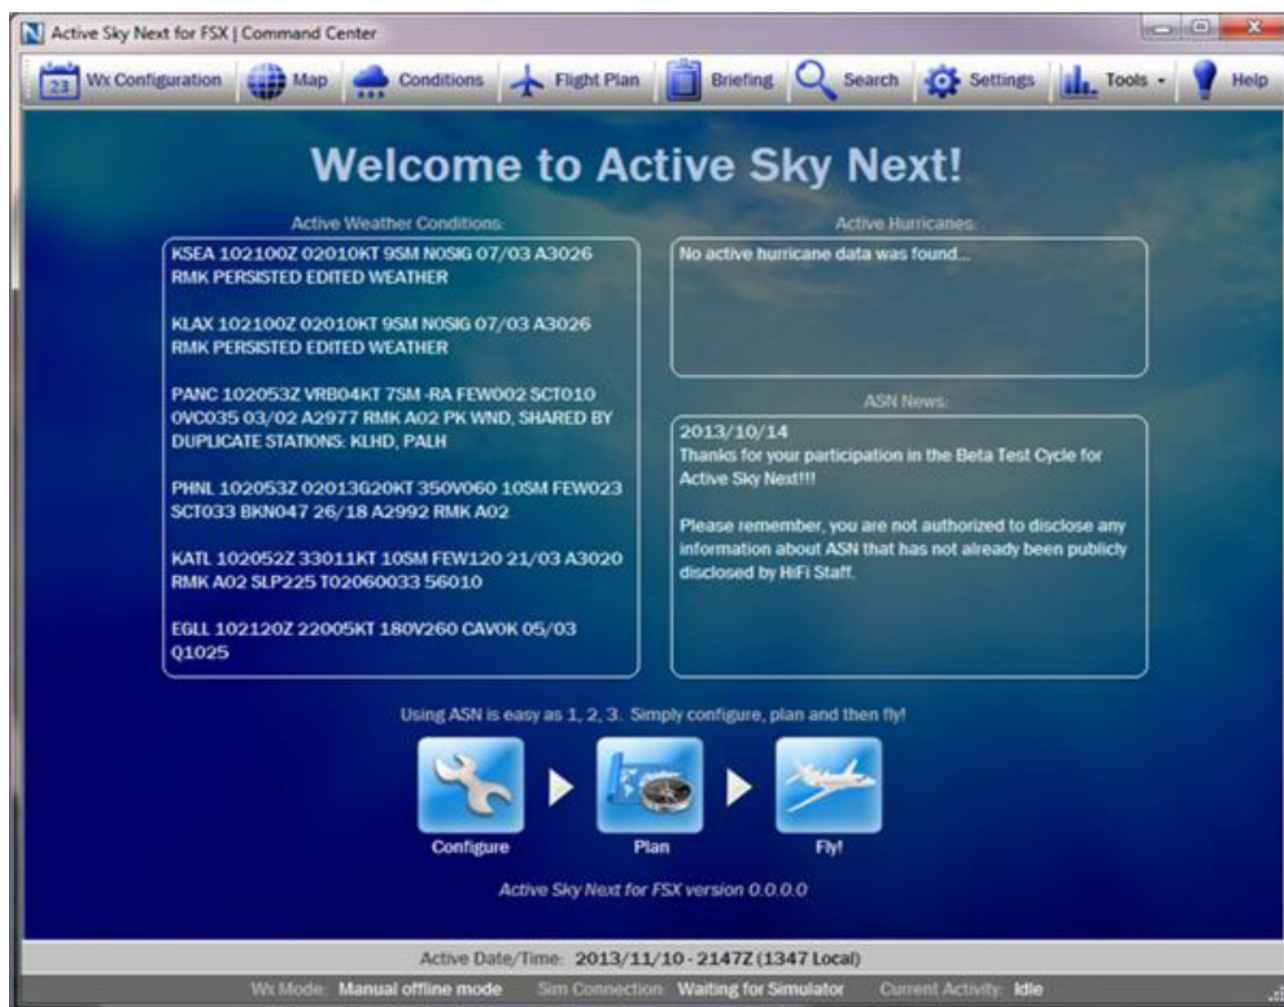 Active Sky Next for FSX | Command Center
23 Wx Configuration Map Conditions Flight Plan Briefing Search Settings Tools Help
Welcome to Active Sky Next!
Active Weather Conditions:
KSEA 102100Z 02010KT 9SM NOSIG 07/03 A3026
RMK PERSISTED EDITED WEATHER
KLAX 102100Z 02010KT 9SM NOSIG 07/03 A3026
RMK PERSISTED EDITED WEATHER
PANC 102053Z VRB04KT 7SM -RA FEW002 SCT010
OVC035 03/02 A2977 RMK AO2 PK WND, SHARED BY
DUPLICATE STATIONS: KLHD, PALH
PHNL 102053Z 02013G20KT 350V060 10SM FEW023
SCT033 BKN047 26/18 A2992 RMK AO2
KATL 102052Z 33011KT 10SM FEW120 21/03 A3020
RMK AO2 SLP225 T02060033 56010
EGLL 102120Z 22005KT 180V260 CAVOK 05/03
Q1025
Active Hurricanes:
No active hurricane data was found...
ASN News:
2013/10/14
Thanks for your participation in the Beta Test Cycle for
Active Sky Next!!!
Please remember, you are not authorized to disclose any
information about ASN that has not already been publicly
disclosed by HiFi Staff.
Using ASN is easy as 1, 2, 3. Simply configure, plan and then fly!
Configure Plan Fly!
Active Sky Next for FSX version 0.0.0.0
Active Date/Time: 2013/11/10 - 2147Z (1347 Local)
Wx Mode: Manual offline mode Sim Connection: Waiting for Simulator Current Activity: Idle